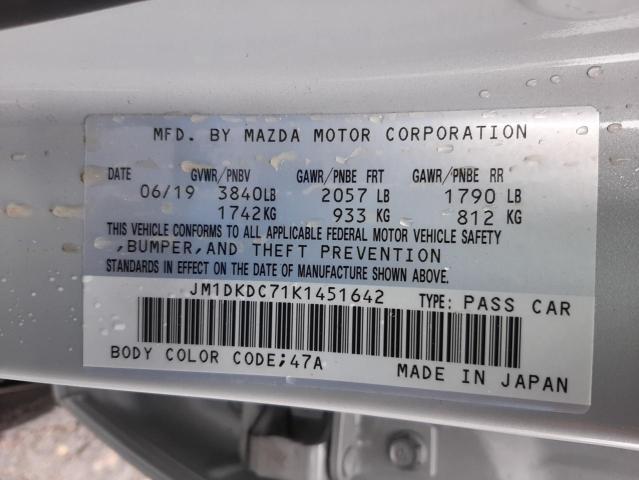 MFD. BY MAZDA MOTOR CORPORATION
DATE GVWR/PNBV GAWR/PNBE FRT GAWR/PNBE RR
06/19 3840LB 2057 LB 1790 LB
1742KG 933 KG 812 KG
THIS VEHICLE CONFORMS TO ALL APPLICABLE FEDERAL MOTOR VEHICLE SAFETY
,BUMPER,AND THEFT PREVENTION
STANDARDS IN EFFECT ON THE DATE OF MANUFACTURE SHOWN ABOVE.
JM1DKDC71K1451642 TYPE: PASS CAR
BODY COLOR CODE;47A MADE IN JAPAN